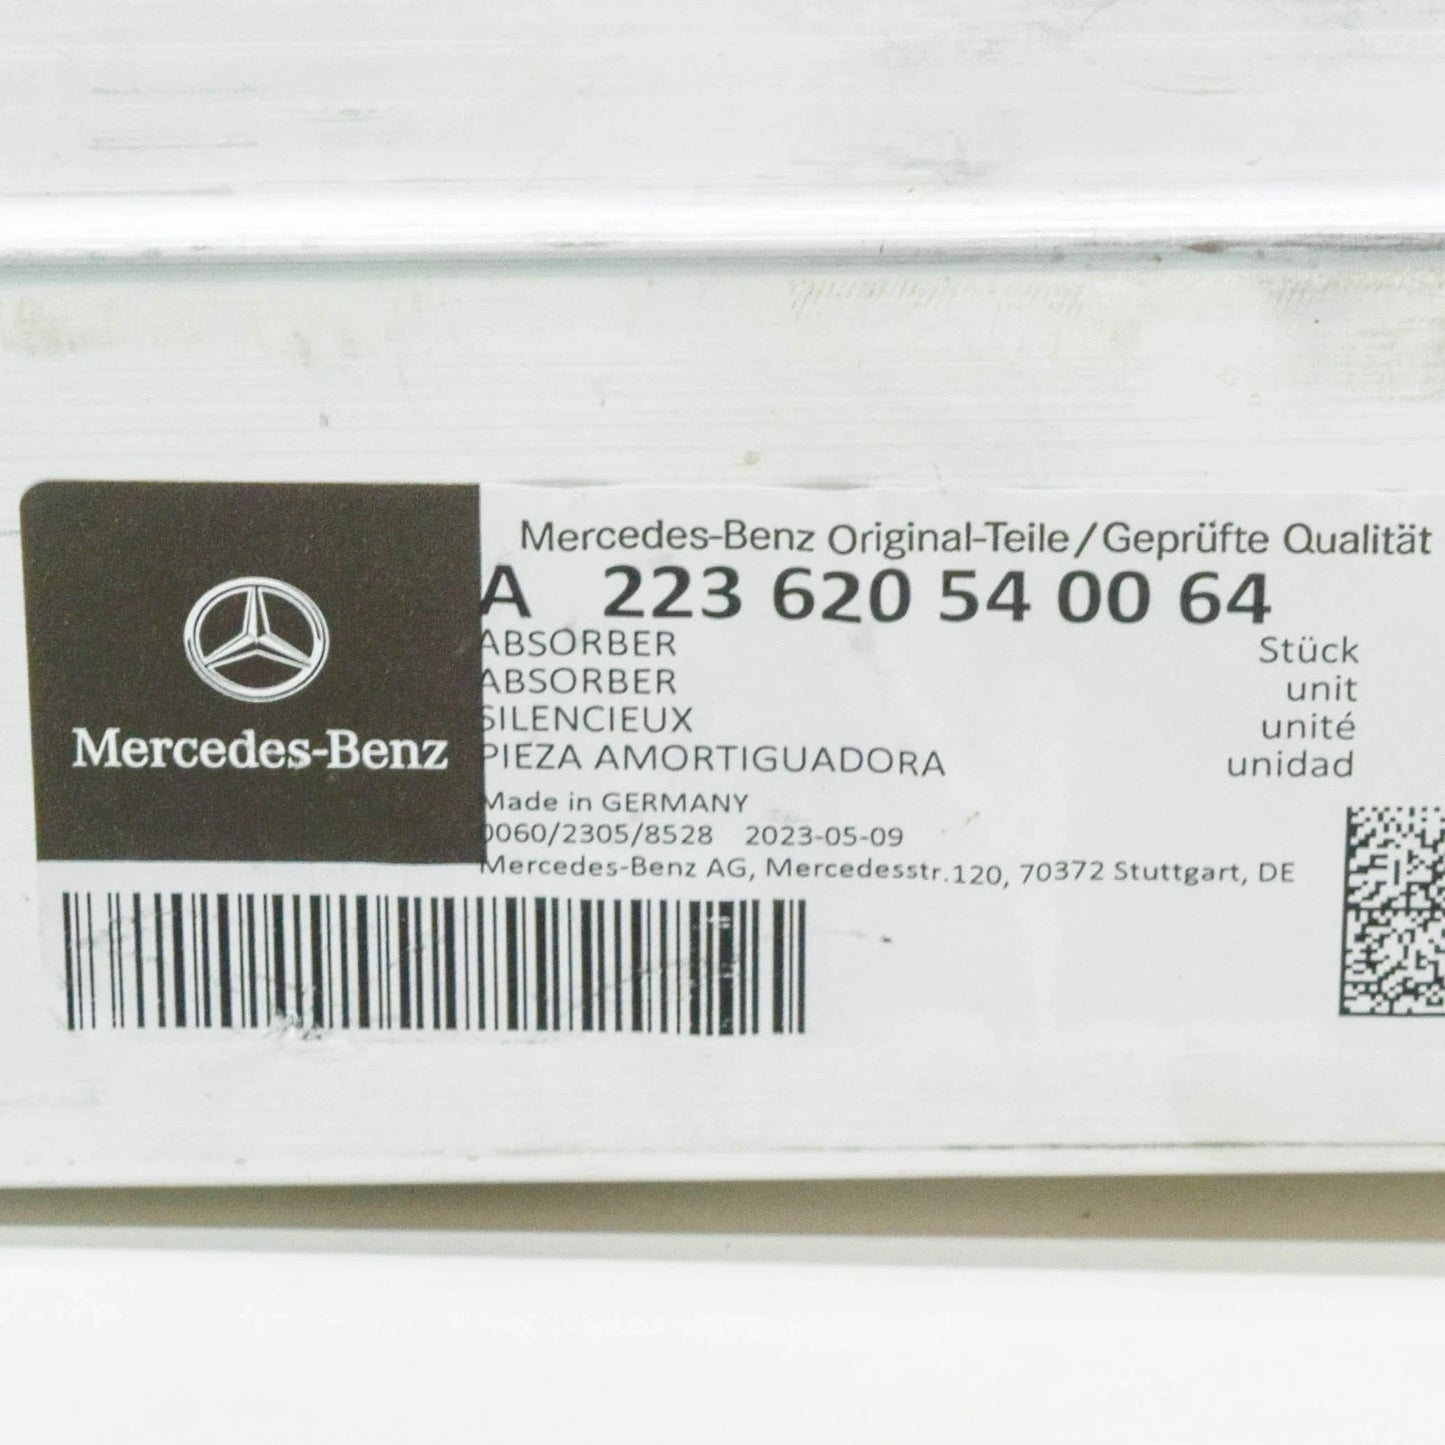 Mercedes-Benz Original-Teile/Geprüfte Qualität
A 223 620 54 00 64
ABSORBER Stück
ABSORBER unit
SILENCIEUX unité
PIEZA AMORTIGUADORA unidad
Made in GERMANY
0060/2305/8528 2023-05-09
Mercedes-Benz AG, Mercedesstr.120, 70372 Stuttgart, DE
Mercedes-Benz